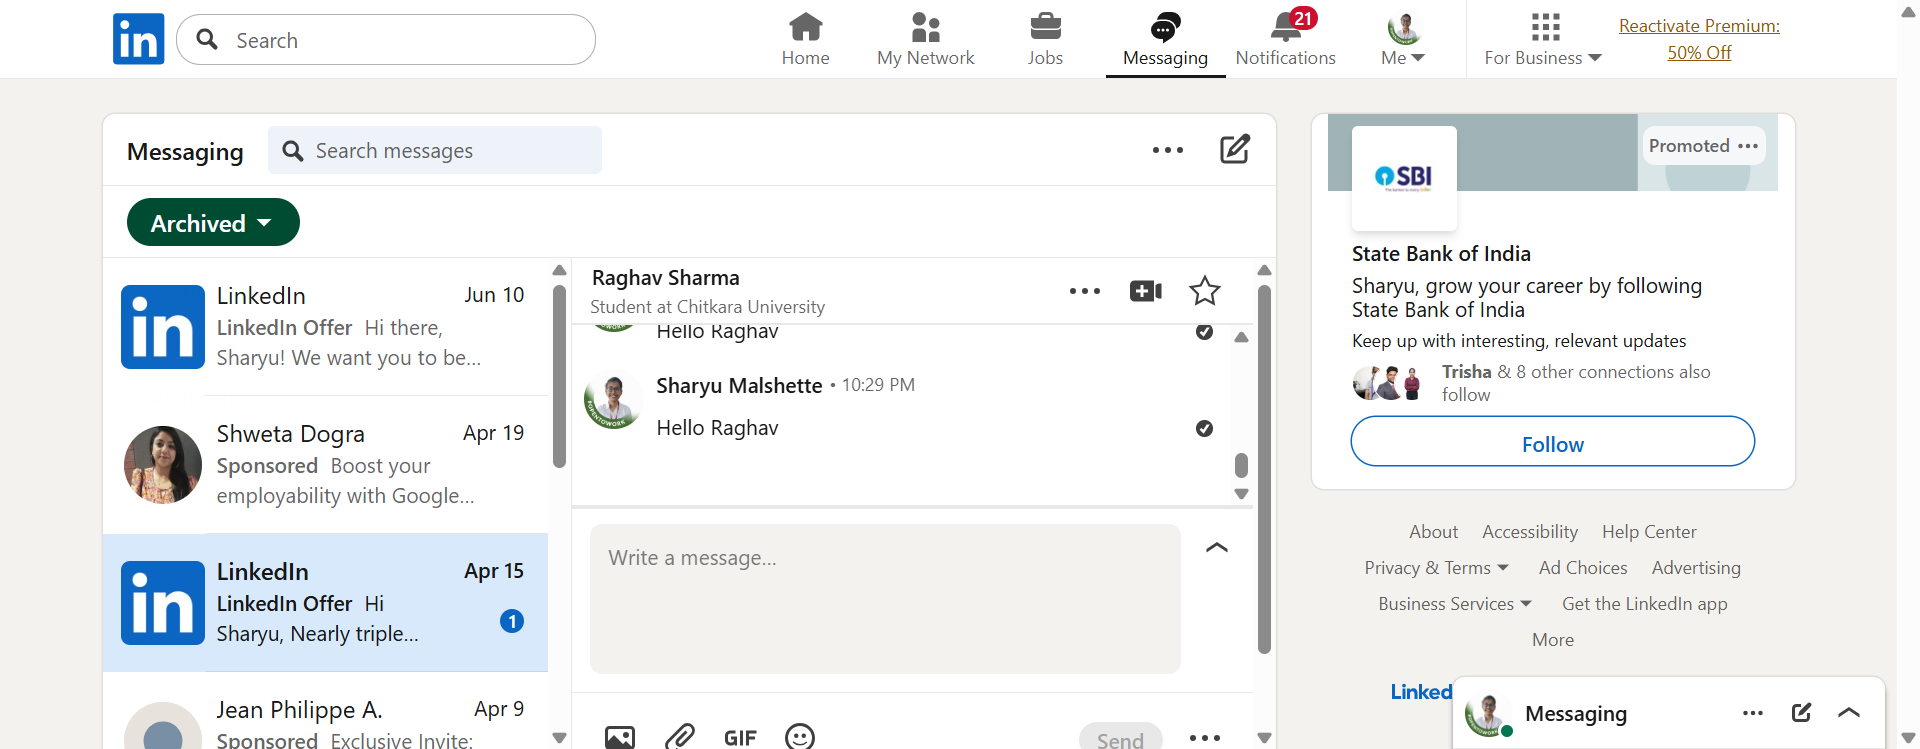 in
Search
Home
My Network
Jobs
Messaging
21
Notifications
Me
For Business
Reactivate Premium:
50% Off
Messaging
Search messages
Archived
in
LinkedIn
Jun 10
LinkedIn Offer Hi there,
Sharyu! We want you to be...
Shweta Dogra
Apr 19
Sponsored Boost your
employability with Google...
in
LinkedIn
Apr 15
LinkedIn Offer Hi
Sharyu, Nearly triple...
1
Jean Philippe A.
Apr 9
Sponsored Exclusive Invite:
Raghav Sharma
Student at Chitkara University
Hello Raghav
#OPENTOWORK
Sharyu Malshette • 10:29 PM
Hello Raghav
Write a message...
GIF
Send
Promoted
SBI
State Bank of India
Sharyu, grow your career by following
State Bank of India
Keep up with interesting, relevant updates
Trisha & 8 other connections also
follow
Follow
About
Accessibility
Help Center
Privacy & Terms
Ad Choices
Advertising
Business Services
Get the LinkedIn app
More
Linked
Messaging